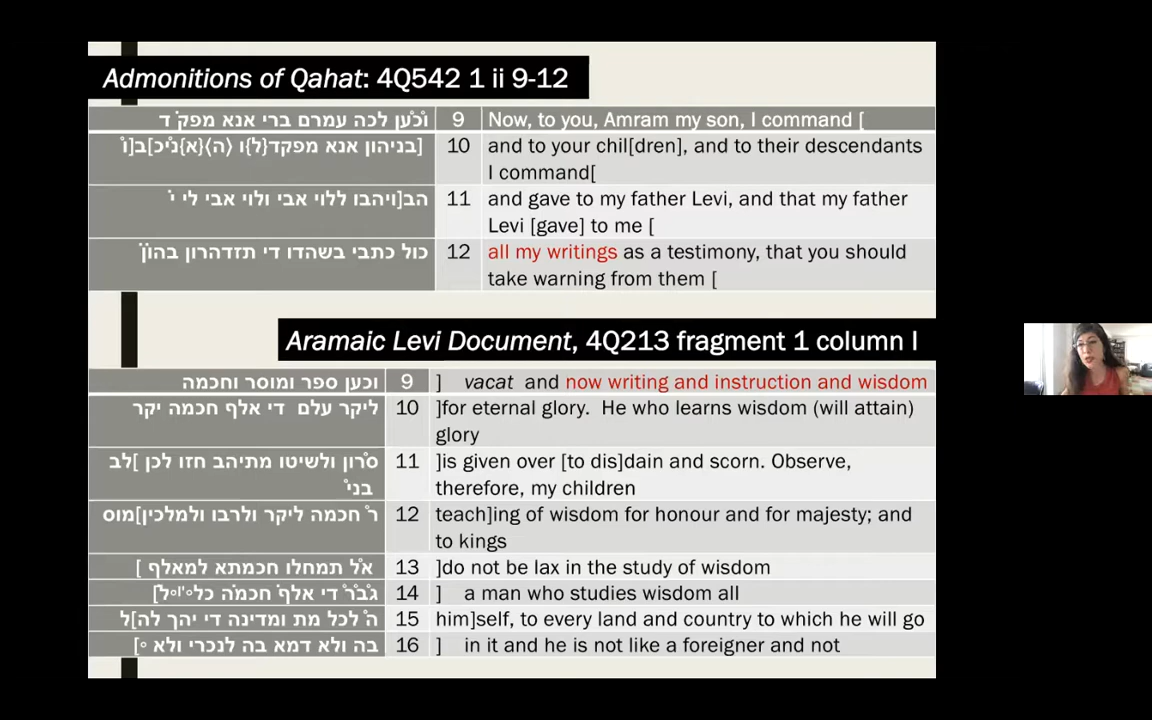 Admonitions of Qahat: 4Q542 1 ii 9-12
וכען לכה עמרם ברי אנא מפקד ד 9 Now, to you, Amram my son, I command [
10 and to your chil[dren], and to their descendants
I command[
הב]ויהבו ללוי אבי ולוי אבי לי 11 and gave to my father Levi, and that my father
Levi [gave] to me [
כול כתבי בשהדו די תזדהרון בהון 12 all my writings as a testimony, that you should
take warning from them [
Aramaic Levi Document, 4Q213 fragment 1 column I
וכען ספר ומוסר וחכמה 9 ] vacat and now writing and instruction and wisdom
ליקר עלם די אלף חכמה יקר 10 ]for eternal glory. He who learns wisdom (will attain)
glory
סרון ולשיטו מתיהב חזו לכן ]לב 11 ]is given over [to dis]dain and scorn. Observe,
בני therefore, my children
ר חכמה ליקר ולרבו ולמלכין]מוס 12 teach]ing of wisdom for honour and for majesty; and
to kings
אל תמחלו חכמתא למאלף [ 13 ]do not be lax in the study of wisdom
גבר די אלף חכמה 14 ] a man who studies wisdom all
ה לכל מת ומדינה די יהך לה]ל 15 him]self, to every land and country to which he will go
בה ולא דמא בה לנכרי ולא 16 ] in it and he is not like a foreigner and not